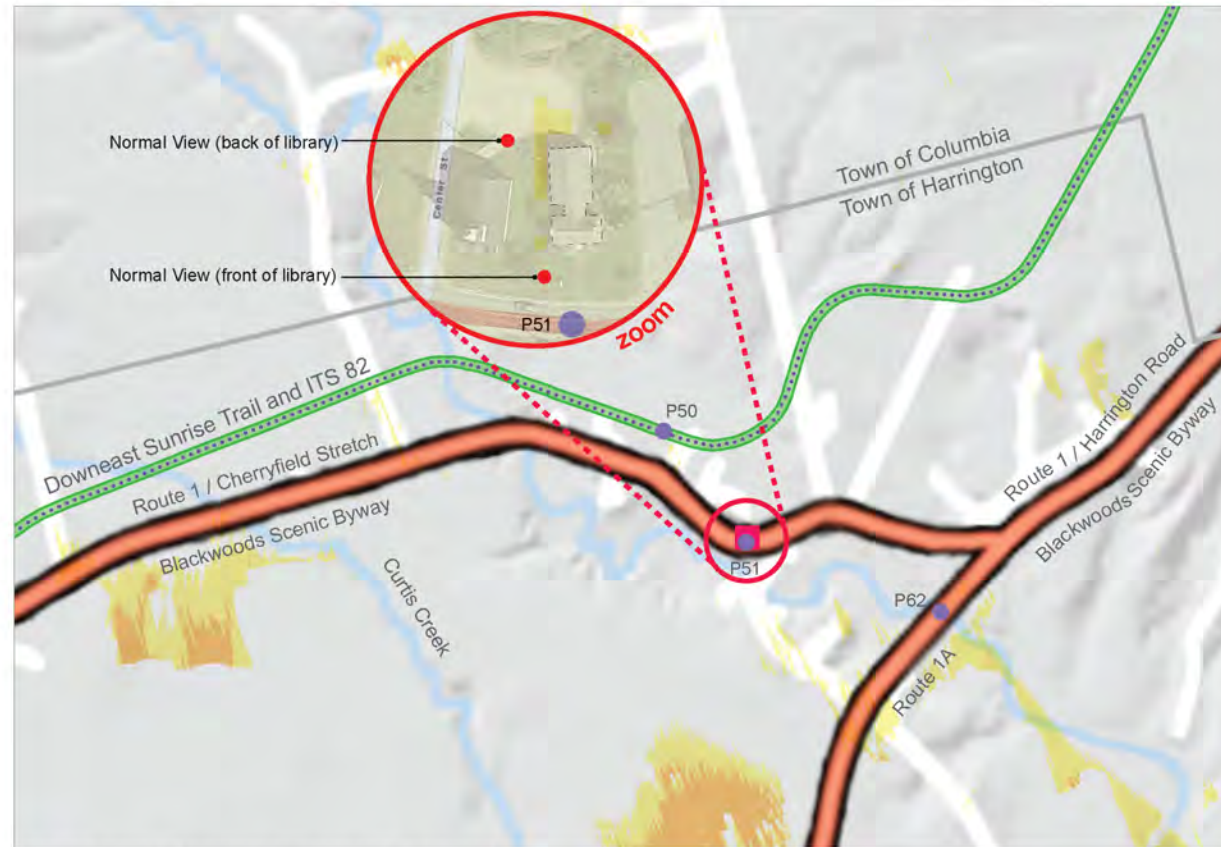 Normal View (back of library)
Center St.
Normal View (front of library)
P51
zoom
Town of Columbia
Town of Harrington
Downeast Sunrise Trail and ITS 82
Route 1 / Cherryfield Stretch
Blackwoods Scenic Byway
P50
Route 1 / Harrington Road
Blackwoods Scenic Byway
P51
Curtis Creek
P62
Route 1A